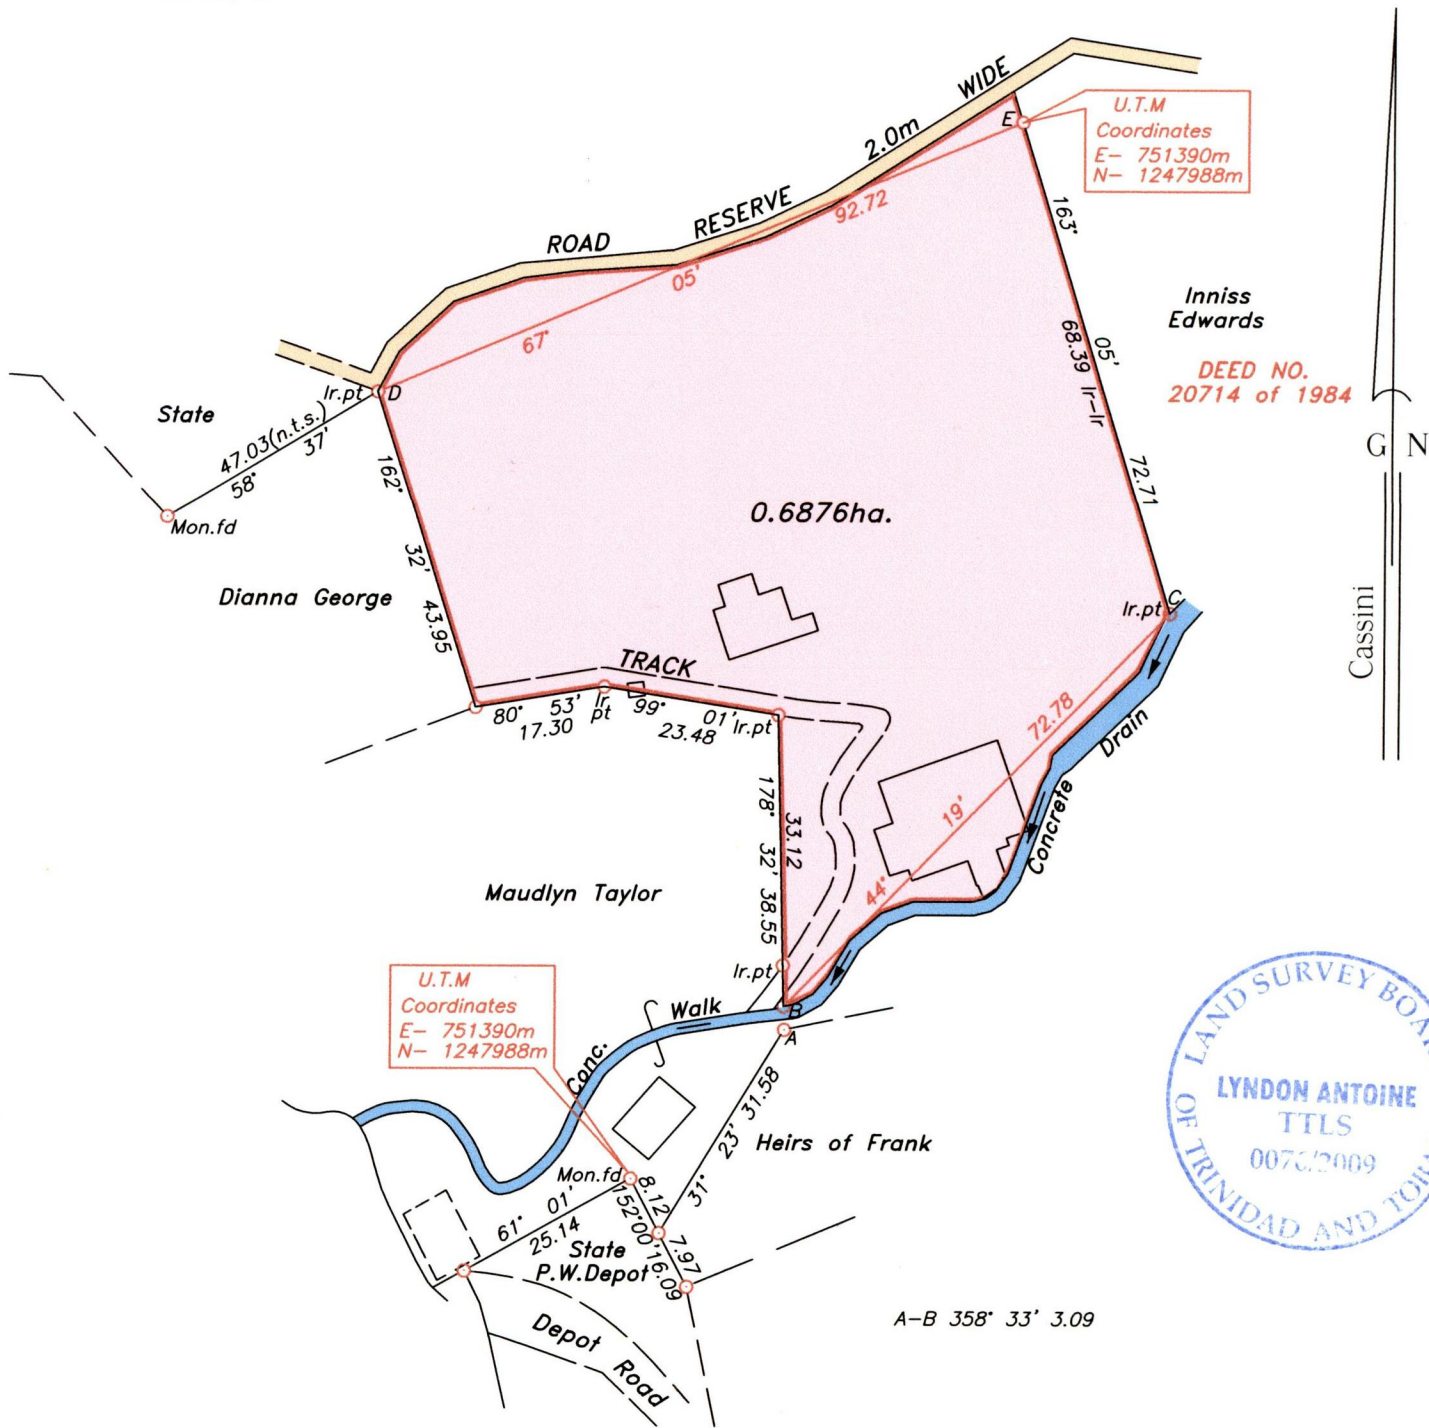 WIDE
2.0m
RESERVE
ROAD
U.T.M
Coordinates
E- 751390m
N- 1247988m
E
92.72
05'
67°
163°
05'
68.39 Ir-Ir
72.71
Inniss
Edwards
DEED NO.
20714 of 1984
G N
Cassini
State
Ir.pt
D
47.03(n.t.s.)
58° 37'
Mon.fd
162°
32'
43.95
Dianna George
0.6876ha.
C
Ir.pt
TRACK
80° 53'
17.30
Ir
pt
99° 01'
23.48
Ir.pt
72.78
19'
44°
Concrete Drain
178° 32' 38.55
33.12
Maudlyn Taylor
Ir.pt
B
A
U.T.M
Coordinates
E- 751390m
N- 1247988m
Conc. Walk
31° 23' 31.58
Heirs of Frank
Mon.fd
8.12
152°00' 16.09
7.97
61° 01'
25.14
State
P.W.Depot
Depot Road
A-B 358° 33' 3.09
LAND SURVEY
OF TRINIDAD AND
LYNDON ANTOINE
TTLS